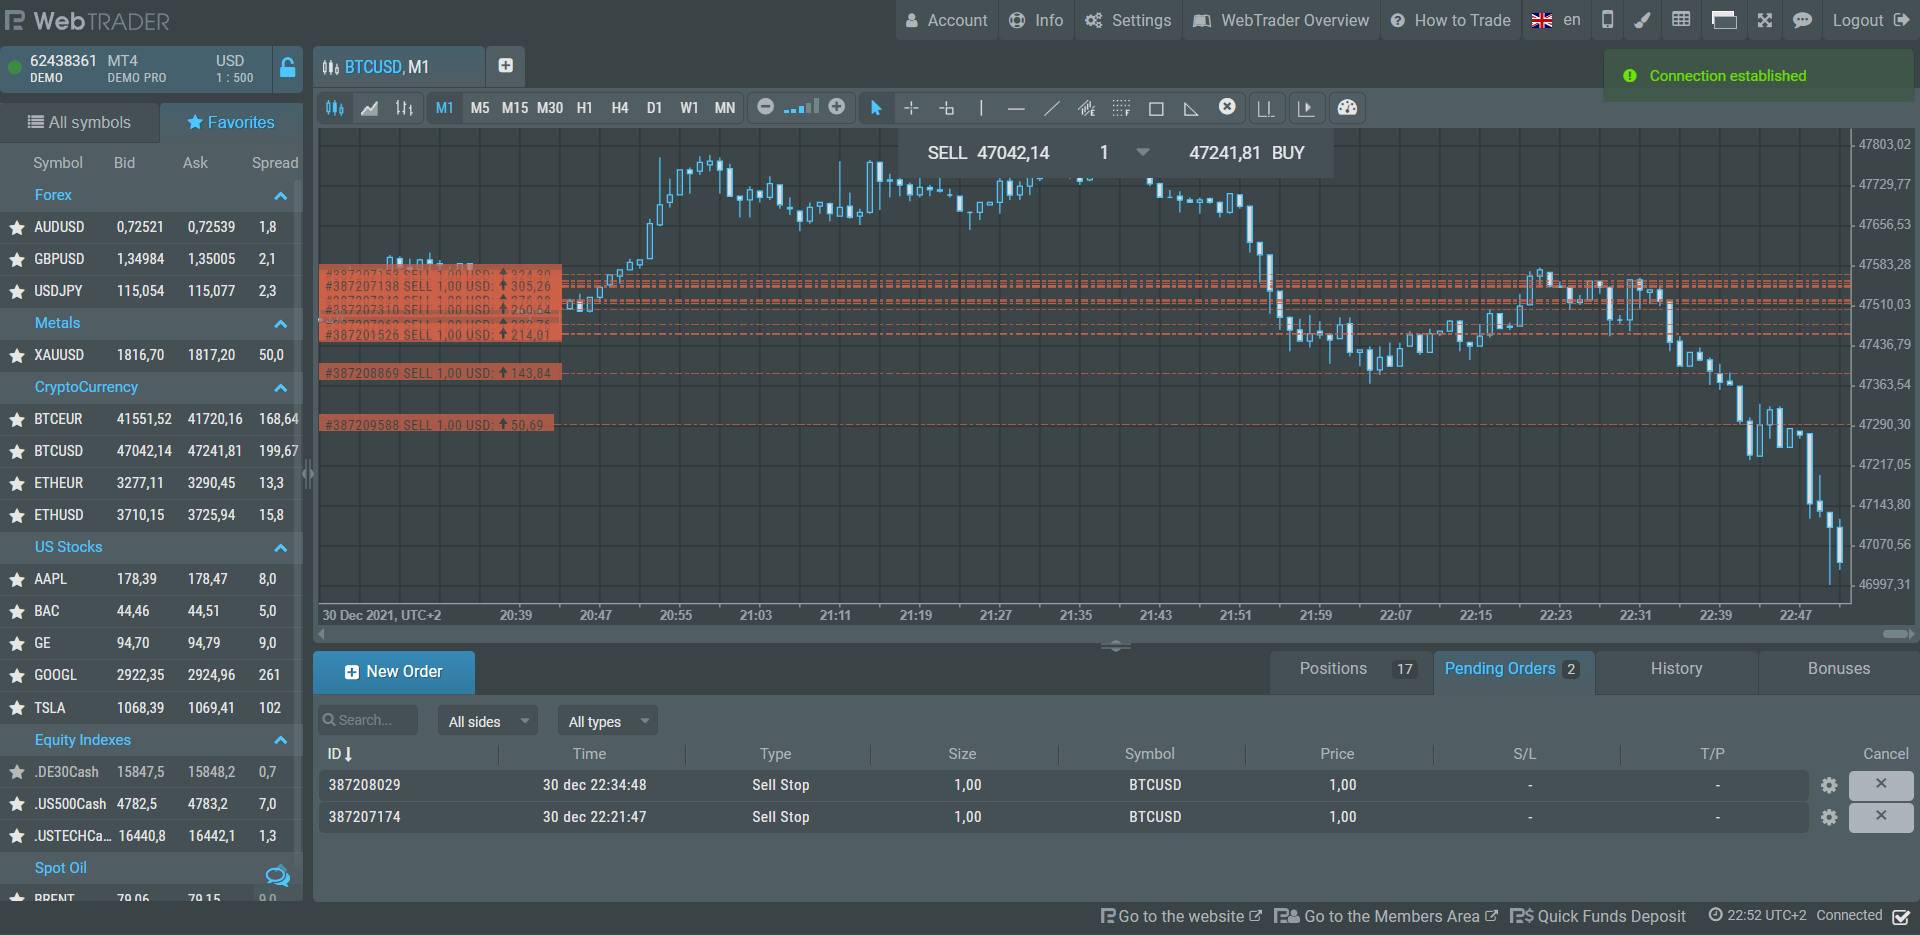 WebTRADER
Account
Info
Settings
WebTrader Overview
How to Trade
en
Logout
62438361 MT4 USD
DEMO DEMO PRO 1 : 500
BTCUSD, M1
Connection established
All symbols
Favorites
M1 M5 M15 M30 H1 H4 D1 W1 MN
Symbol Bid Ask Spread
Forex
AUDUSD 0,72521 0,72539 1,8
GBPUSD 1,34984 1,35005 2,1
USDJPY 115,054 115,077 2,3
Metals
XAUUSD 1816,70 1817,20 50,0
CryptoCurrency
BTCEUR 41551,52 41720,16 168,64
BTCUSD 47042,14 47241,81 199,67
ETHEUR 3277,11 3290,45 13,3
ETHUSD 3710,15 3725,94 15,8
US Stocks
AAPL 178,39 178,47 8,0
BAC 44,46 44,51 5,0
GE 94,70 94,79 9,0
GOOGL 2922,35 2924,96 261
TSLA 1068,39 1069,41 102
Equity Indexes
.DE30Cash 15847,5 15848,2 0,7
.US500Cash 4782,5 4783,2 7,0
.USTECHCa... 16440,8 16442,1 1,3
Spot Oil
BRENT 79,06 79,15 9,0
SELL 47042,14 1 47241,81 BUY
#387207138 SELL 1,00 USD: 305,26
#387207310 SELL 1,00 USD: 260,64
#387201526 SELL 1,00 USD: 214,01
#387208869 SELL 1,00 USD: 143,84
#387209588 SELL 1,00 USD: 50,69
47803,02
47729,77
47656,53
47583,28
47510,03
47436,79
47363,54
47290,30
47217,05
47143,80
47070,56
46997,31
30 Dec 2021, UTC+2 20:39 20:47 20:55 21:03 21:11 21:19 21:27 21:35 21:43 21:51 21:59 22:07 22:15 22:23 22:31 22:39 22:47
New Order
Positions 17
Pending Orders 2
History
Bonuses
Search...
All sides
All types
ID Time Type Size Symbol Price S/L T/P Cancel
387208029 30 dec 22:34:48 Sell Stop 1,00 BTCUSD 1,00 - -
387207174 30 dec 22:21:47 Sell Stop 1,00 BTCUSD 1,00 - -
Go to the website
Go to the Members Area
Quick Funds Deposit
22:52 UTC+2 Connected